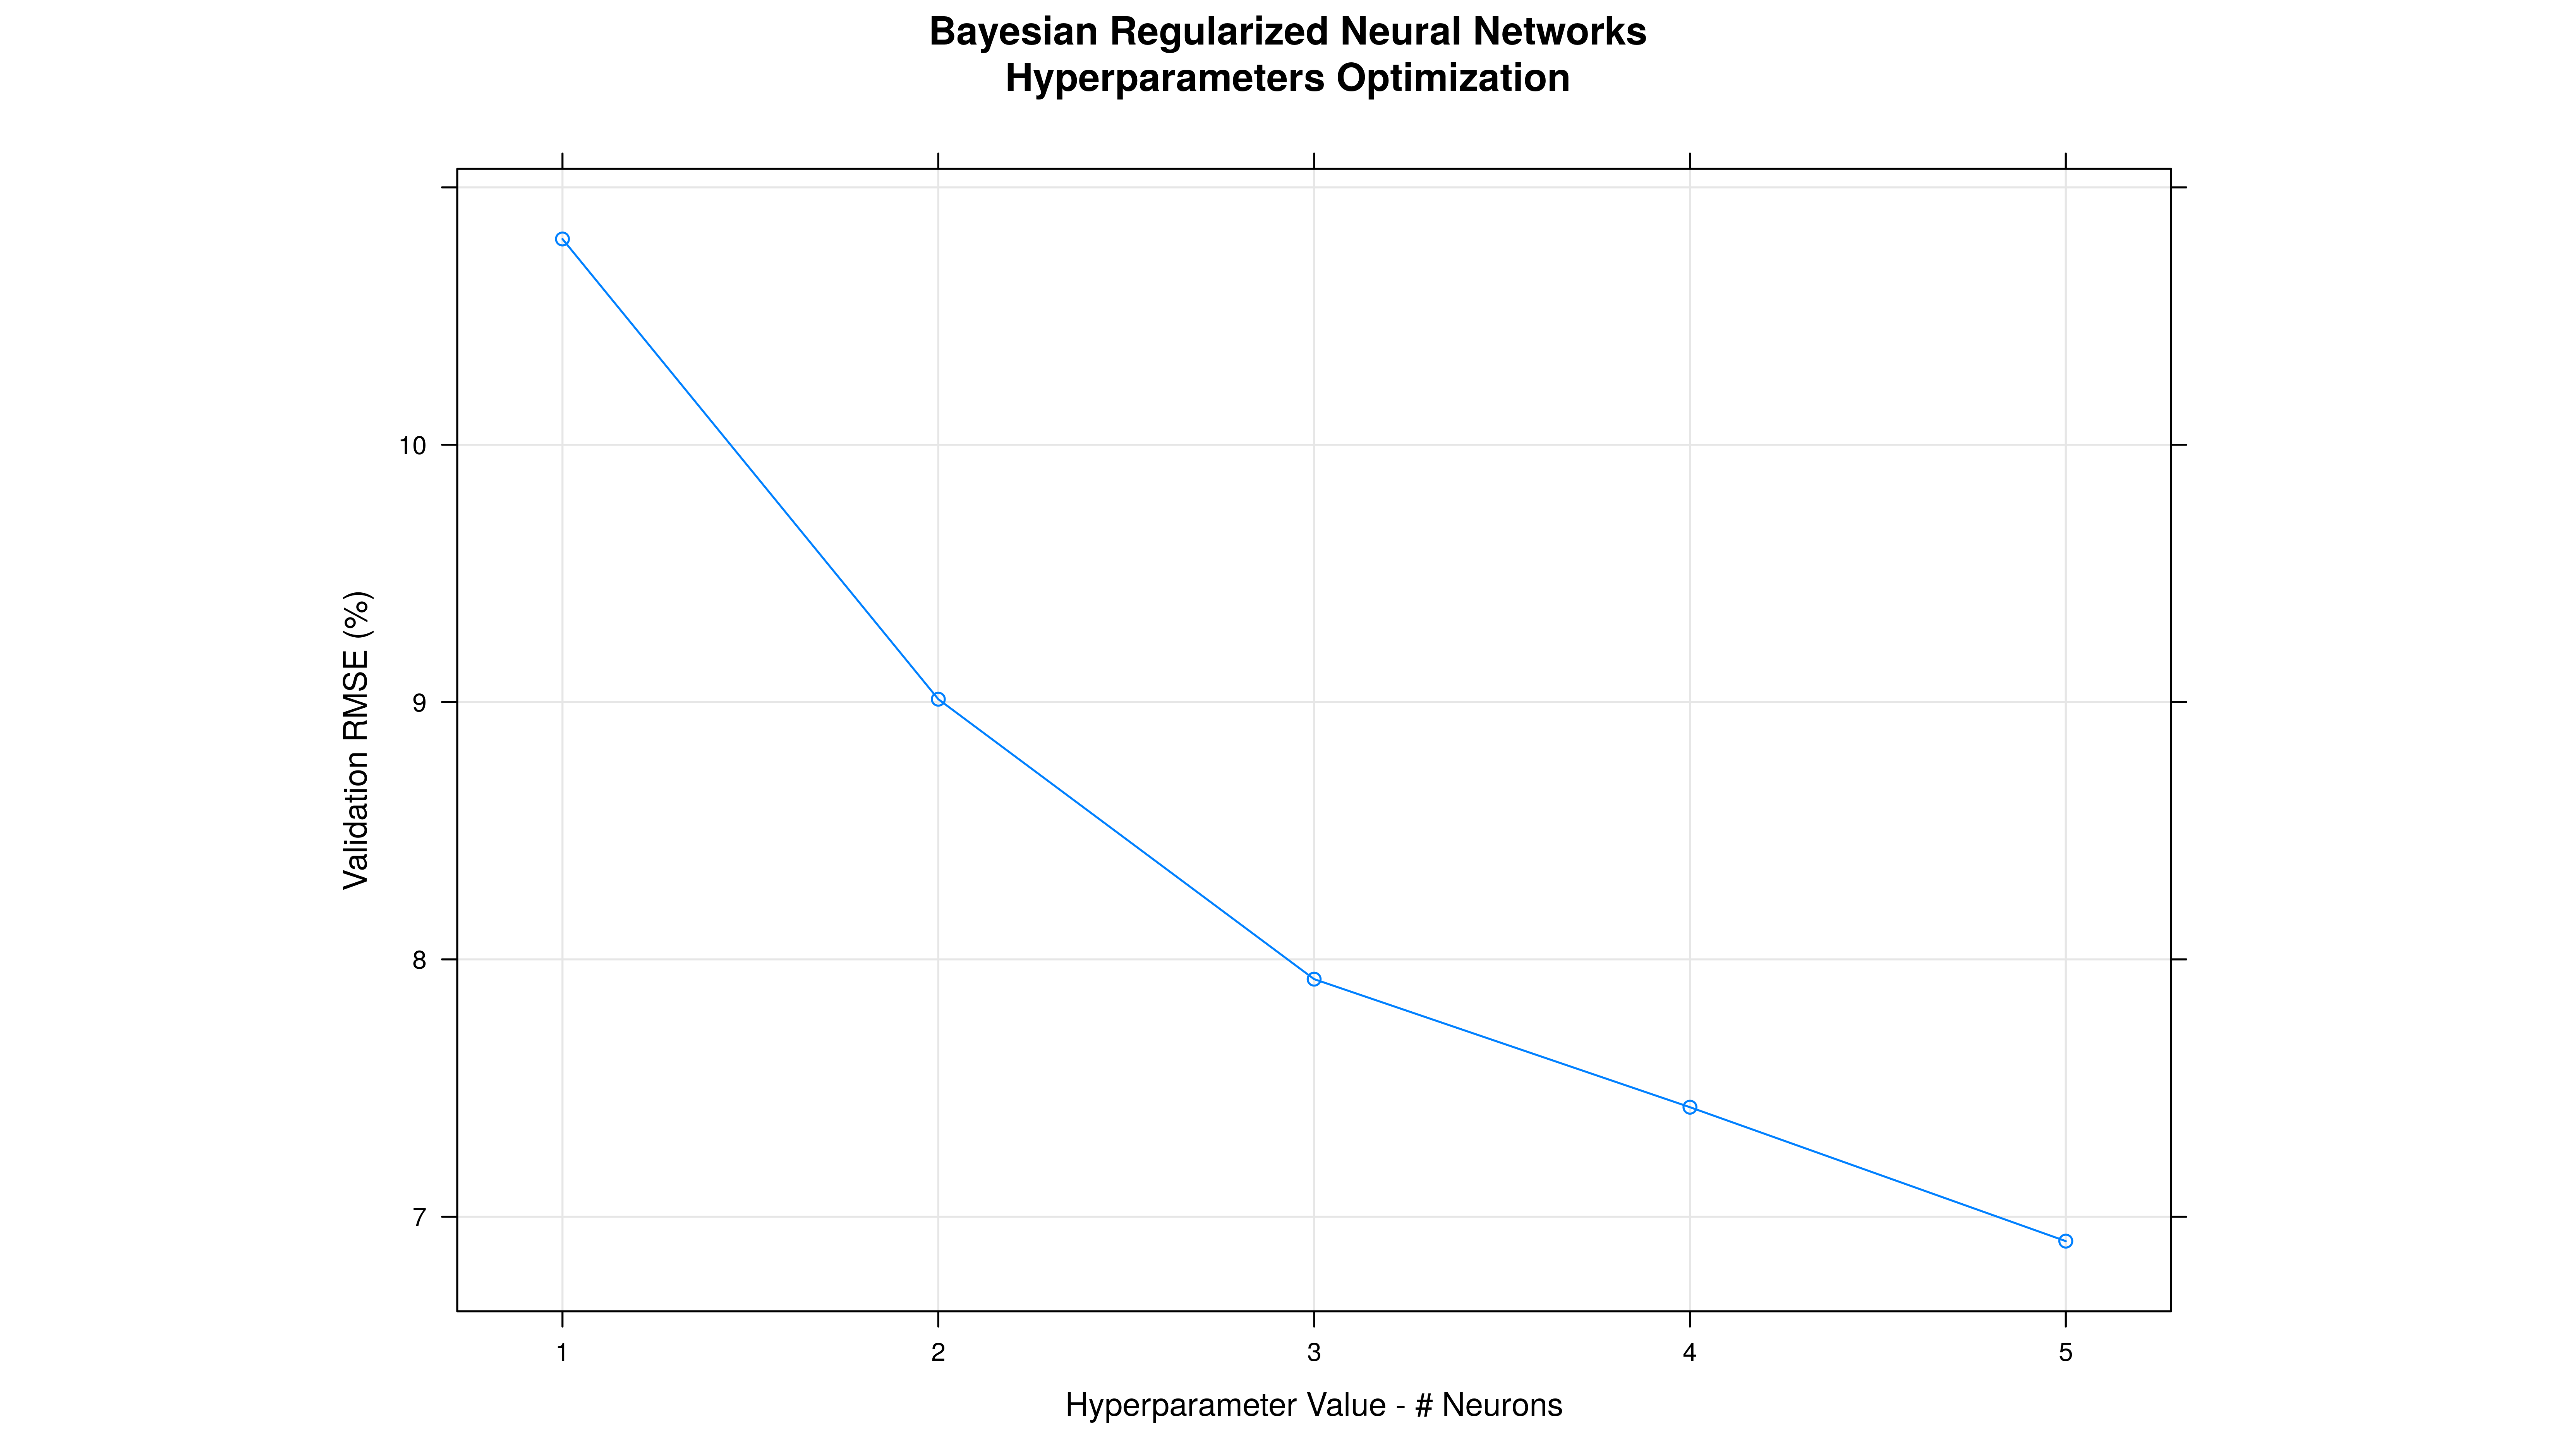 Bayesian Regularized Neural Networks
Hyperparameters Optimization
10
9
8
7
Validation RMSE (%)
1 2 3 4 5
Hyperparameter Value - # Neurons